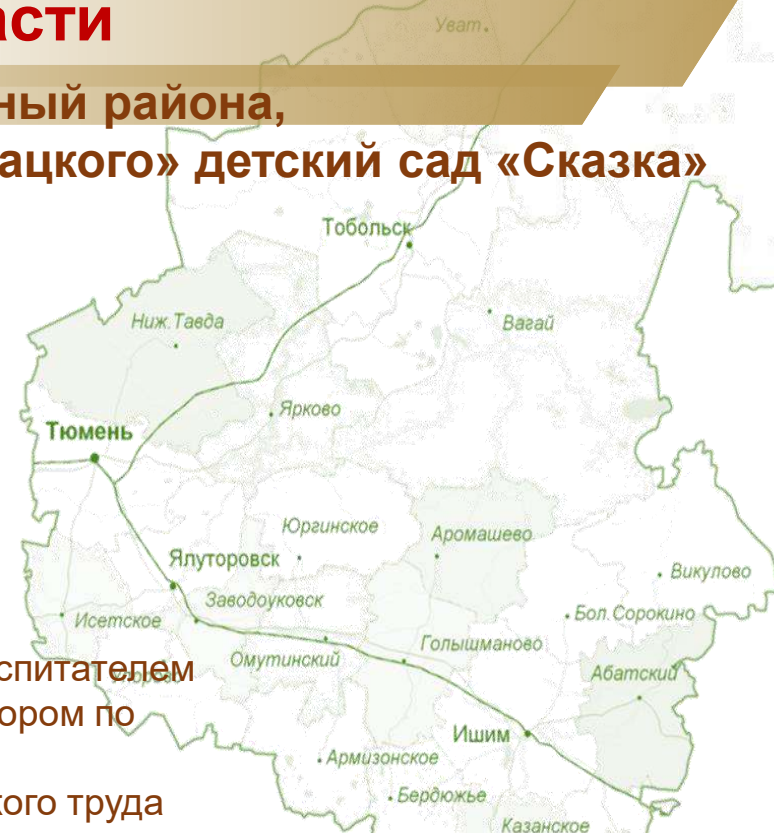 асти
Уват
ный района,
ацкого» детский сад «Сказка»
Тобольск
Ниж.Тавда
Вагай
Ярково
Тюмень
Юргинское
Аромашево
Ялуторовск
Викулово
Заводоуковск
Бол.Сорокино
Исетское
Голышманово
Омутинский
спитателем
Абатский
ором по
Ишим
Армизонское
кого труда
Бердюжье
Казанское